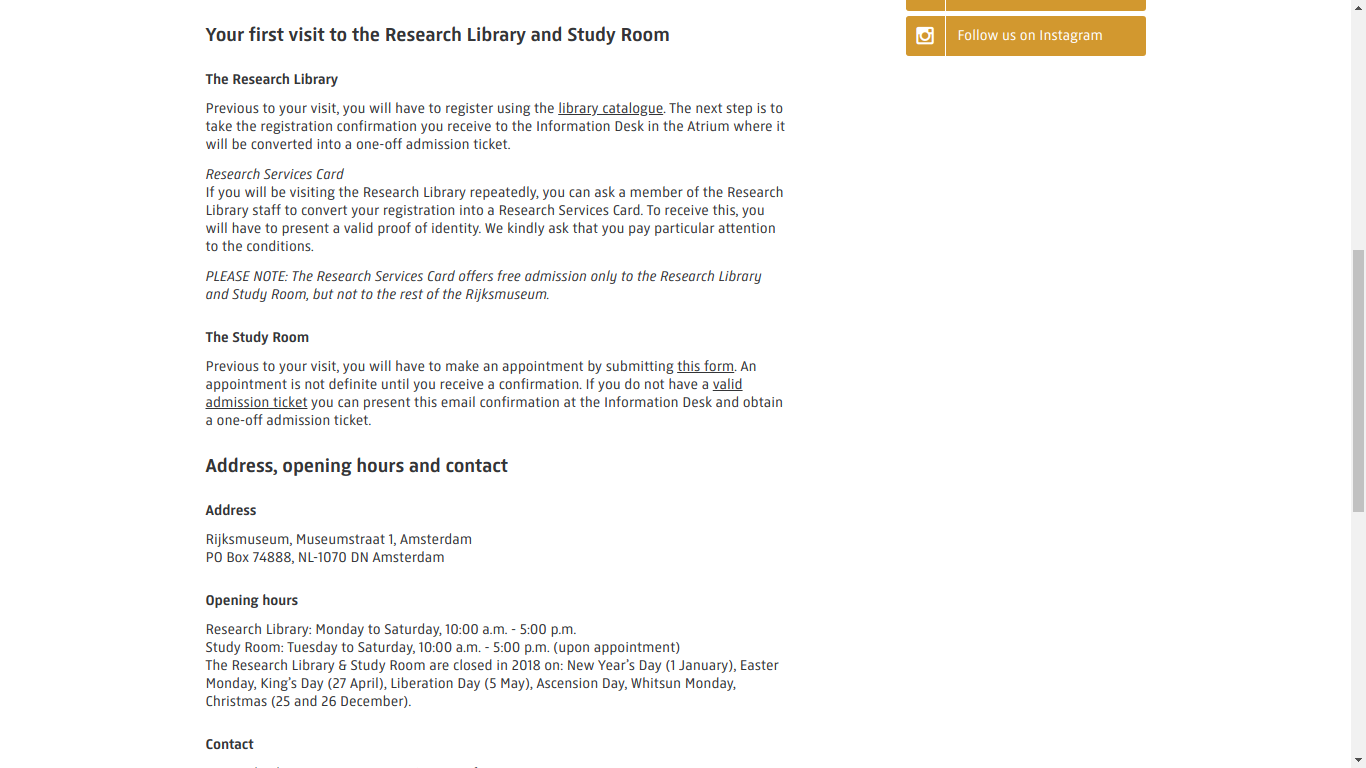 Your first visit to the Research Library and Study Room
Follow us on Instagram
The Research Library
Previous to your visit, you will have to register using the library catalogue. The next step is to
take the registration confirmation you receive to the Information Desk in the Atrium where it
will be converted into a one-off admission ticket.
Research Services Card
If you will be visiting the Research Library repeatedly, you can ask a member of the Research
Library staff to convert your registration into a Research Services Card. To receive this, you
will have to present a valid proof of identity. We kindly ask that you pay particular attention
to the conditions.
PLEASE NOTE: The Research Services Card offers free admission only to the Research Library
and Study Room, but not to the rest of the Rijksmuseum.
The Study Room
Previous to your visit, you will have to make an appointment by submitting this form. An
appointment is not definite until you receive a confirmation. If you do not have a valid
admission ticket you can present this email confirmation at the Information Desk and obtain
a one-off admission ticket.
Address, opening hours and contact
Address
Rijksmuseum, Museumstraat 1, Amsterdam
PO Box 74888, NL-1070 DN Amsterdam
Opening hours
Research Library: Monday to Saturday, 10:00 a.m. - 5:00 p.m.
Study Room: Tuesday to Saturday, 10:00 a.m. - 5:00 p.m. (upon appointment)
The Research Library & Study Room are closed in 2018 on: New Year's Day (1 January), Easter
Monday, King's Day (27 April), Liberation Day (5 May), Ascension Day, Whitsun Monday,
Christmas (25 and 26 December).
Contact